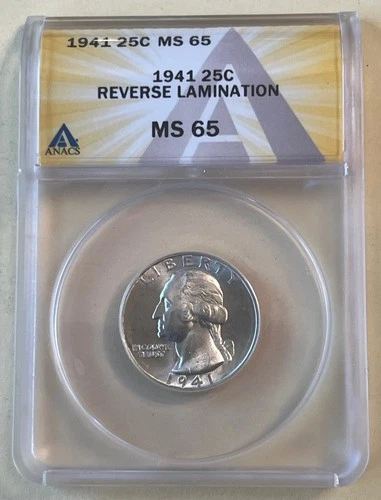 1941 25C MS 65
1941 25C
REVERSE LAMINATION
MS 65
ANACS
LIBERTY
IN GOD WE
TRUST
1941